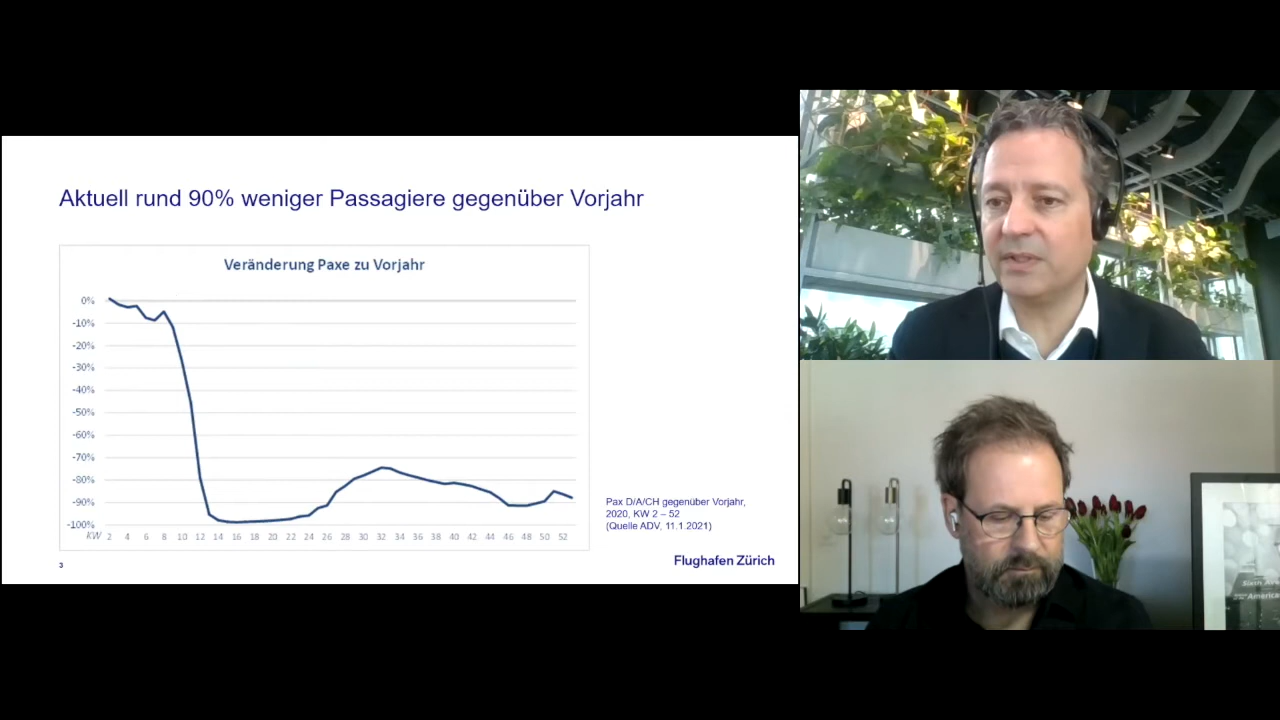 Aktuell rund 90% weniger Passagiere gegenüber Vorjahr
Veränderung Paxe zu Vorjahr
0%
-10%
-20%
-30%
-40%
-50%
-60%
-70%
-80%
-90%
-100%
KW 2 4 6 8 10 12 14 16 18 20 22 24 26 28 30 32 34 36 38 40 42 44 46 48 50 52
Pax D/A/CH gegenüber Vorjahr,
2020, KW 2 – 52
(Quelle ADV, 11.1.2021)
3
Flughafen Zürich
Sixth
America